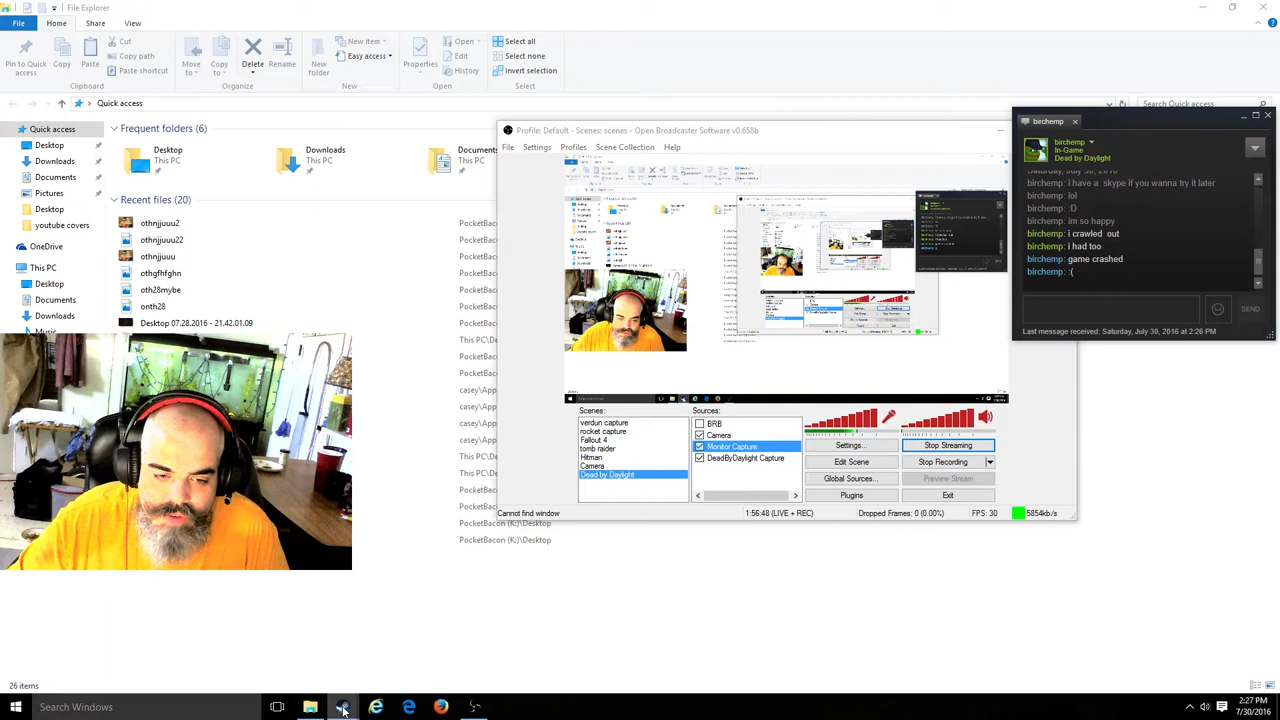 File Explorer
File
Home
Share
View
Pin to Quick access
Copy
Paste
Cut
Copy path
Paste shortcut
Clipboard
Move to
Copy to
Delete
Rename
Organize
New folder
New item
Easy access
New
Properties
Open
Edit
History
Open
Select all
Select none
Invert selection
Select
Quick access
Search Quick access
Quick access
Desktop
Downloads
Documents
Pictures
Desktop
youtube covers
OneDrive
This PC
Desktop
Documents
Downloads
Music
Frequent folders (6)
Desktop
This PC
Downloads
This PC
Documents
This PC
Recent files (20)
othnjjuuu2
othnjjuuu22
othnjjuuu
othgfhfghn
oth28mybe
onth28
Desktop 07.28.2016 - 21.42.01.09
PocketBacon (K:)\Desktop
PocketBacon (K:)\Desktop
26 items
Profile: Default - Scenes: scenes - Open Broadcaster Software v0.658b
File
Settings
Profiles
Scene Collection
Help
Scenes:
verdun capture
rocket capture
Fallout 4
tomb raider
Hitman
Camera
Dead by Daylight
Sources:
BRB
Camera
Monitor Capture
DeadByDaylight Capture
Settings...
Stop Streaming
Edit Scene
Stop Recording
Global Sources...
Preview Stream
Plugins
Exit
Cannot find window
1:56:48 (LIVE + REC)
Dropped Frames: 0 (0.00%)
FPS: 30
5854kb/s
birchemp
birchemp
In-Game
Dead by Daylight
Saturday, July 30, 2016
birchemp: i have a skype if you wanna try it later
birchemp: lol
birchemp: :D
birchemp: im so happy
birchemp: i crawled out
birchemp: i had too
birchemp: game crashed
birchemp: :(
SEND
Last message received: Saturday, July 30, 2016 at 2:26 PM
Search Windows
2:27 PM
7/30/2016